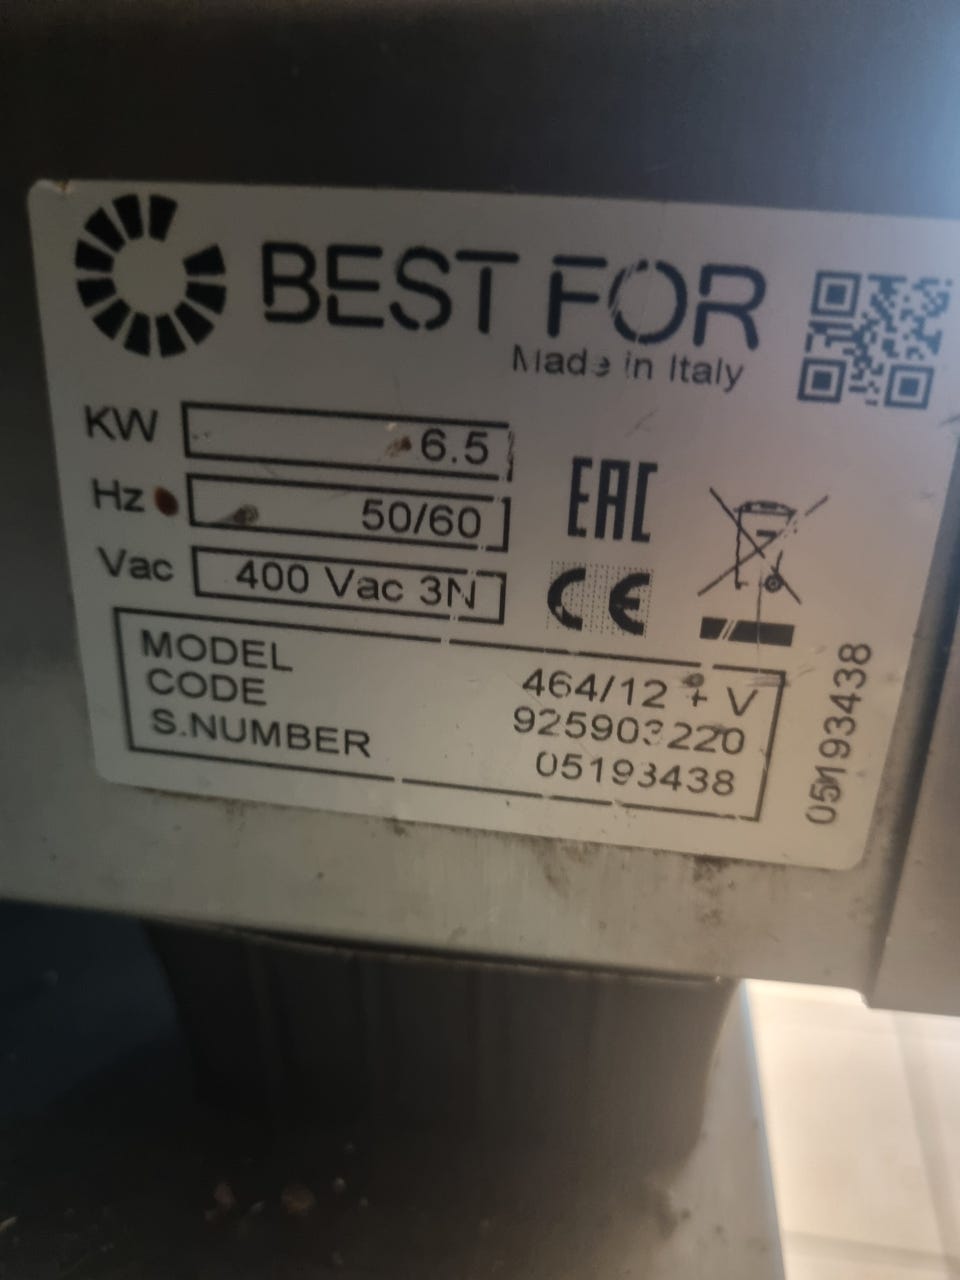 BEST FOR
Made in Italy
KW 6.5
Hz 50/60
Vac 400 Vac 3N
EAC
CE
MODEL 464/12 + V
CODE 925903220
S.NUMBER 05193438
05193438